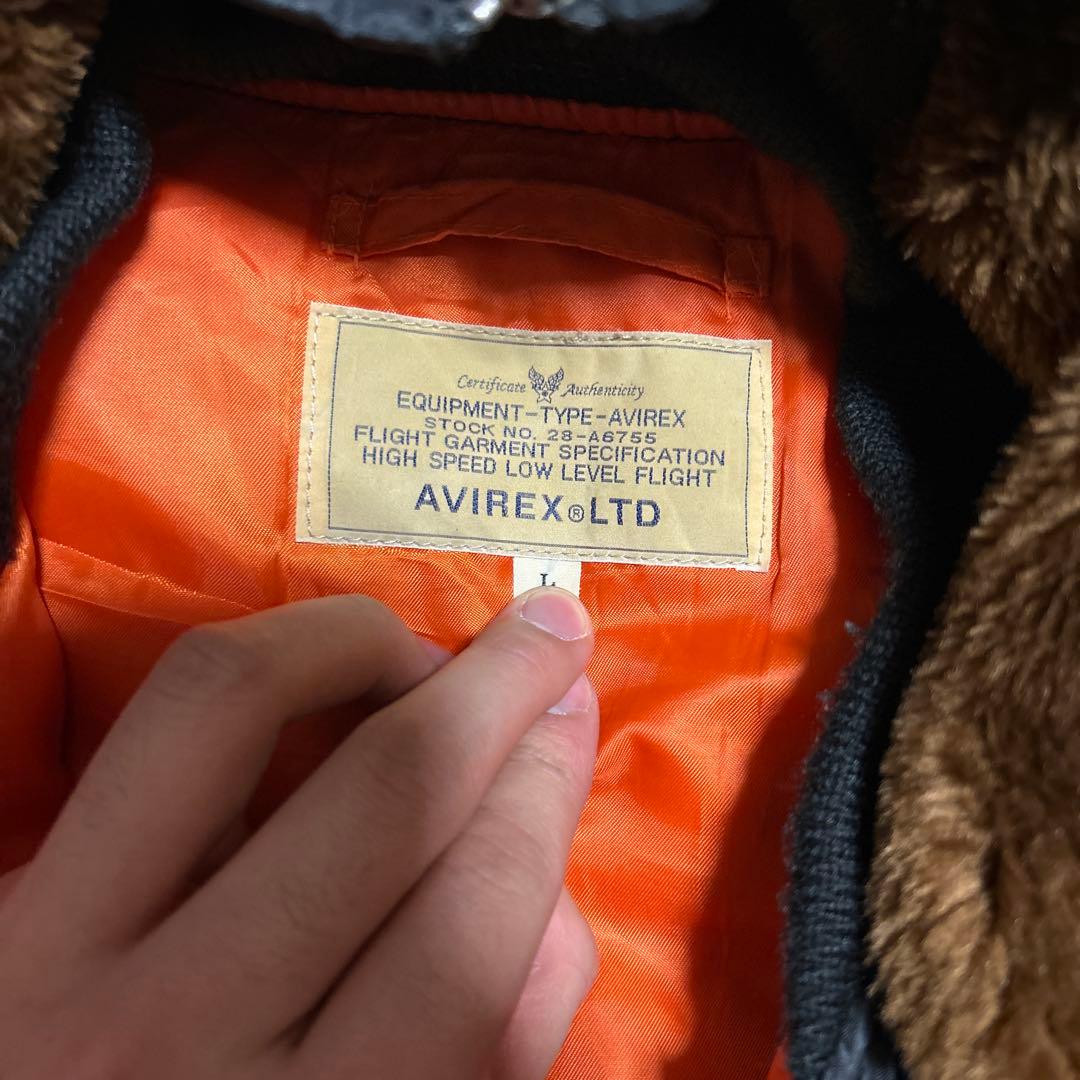 Certificate Authenticity
EQUIPMENT-TYPE-AVIREX
STOCK NO. 28-A6755
FLIGHT GARMENT SPECIFICATION
HIGH SPEED LOW LEVEL FLIGHT
AVIREX®LTD